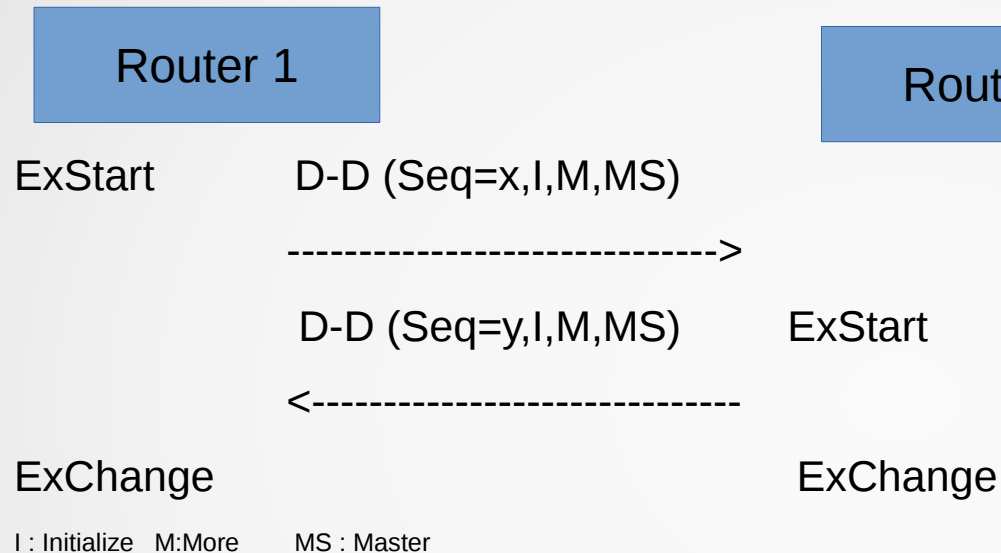 Router 1
Rout
ExStart D-D (Seq=x,I,M,MS)
------------------------------>
D-D (Seq=y,I,M,MS) ExStart
<------------------------------
ExChange ExChange
I : Initialize M:More MS : Master